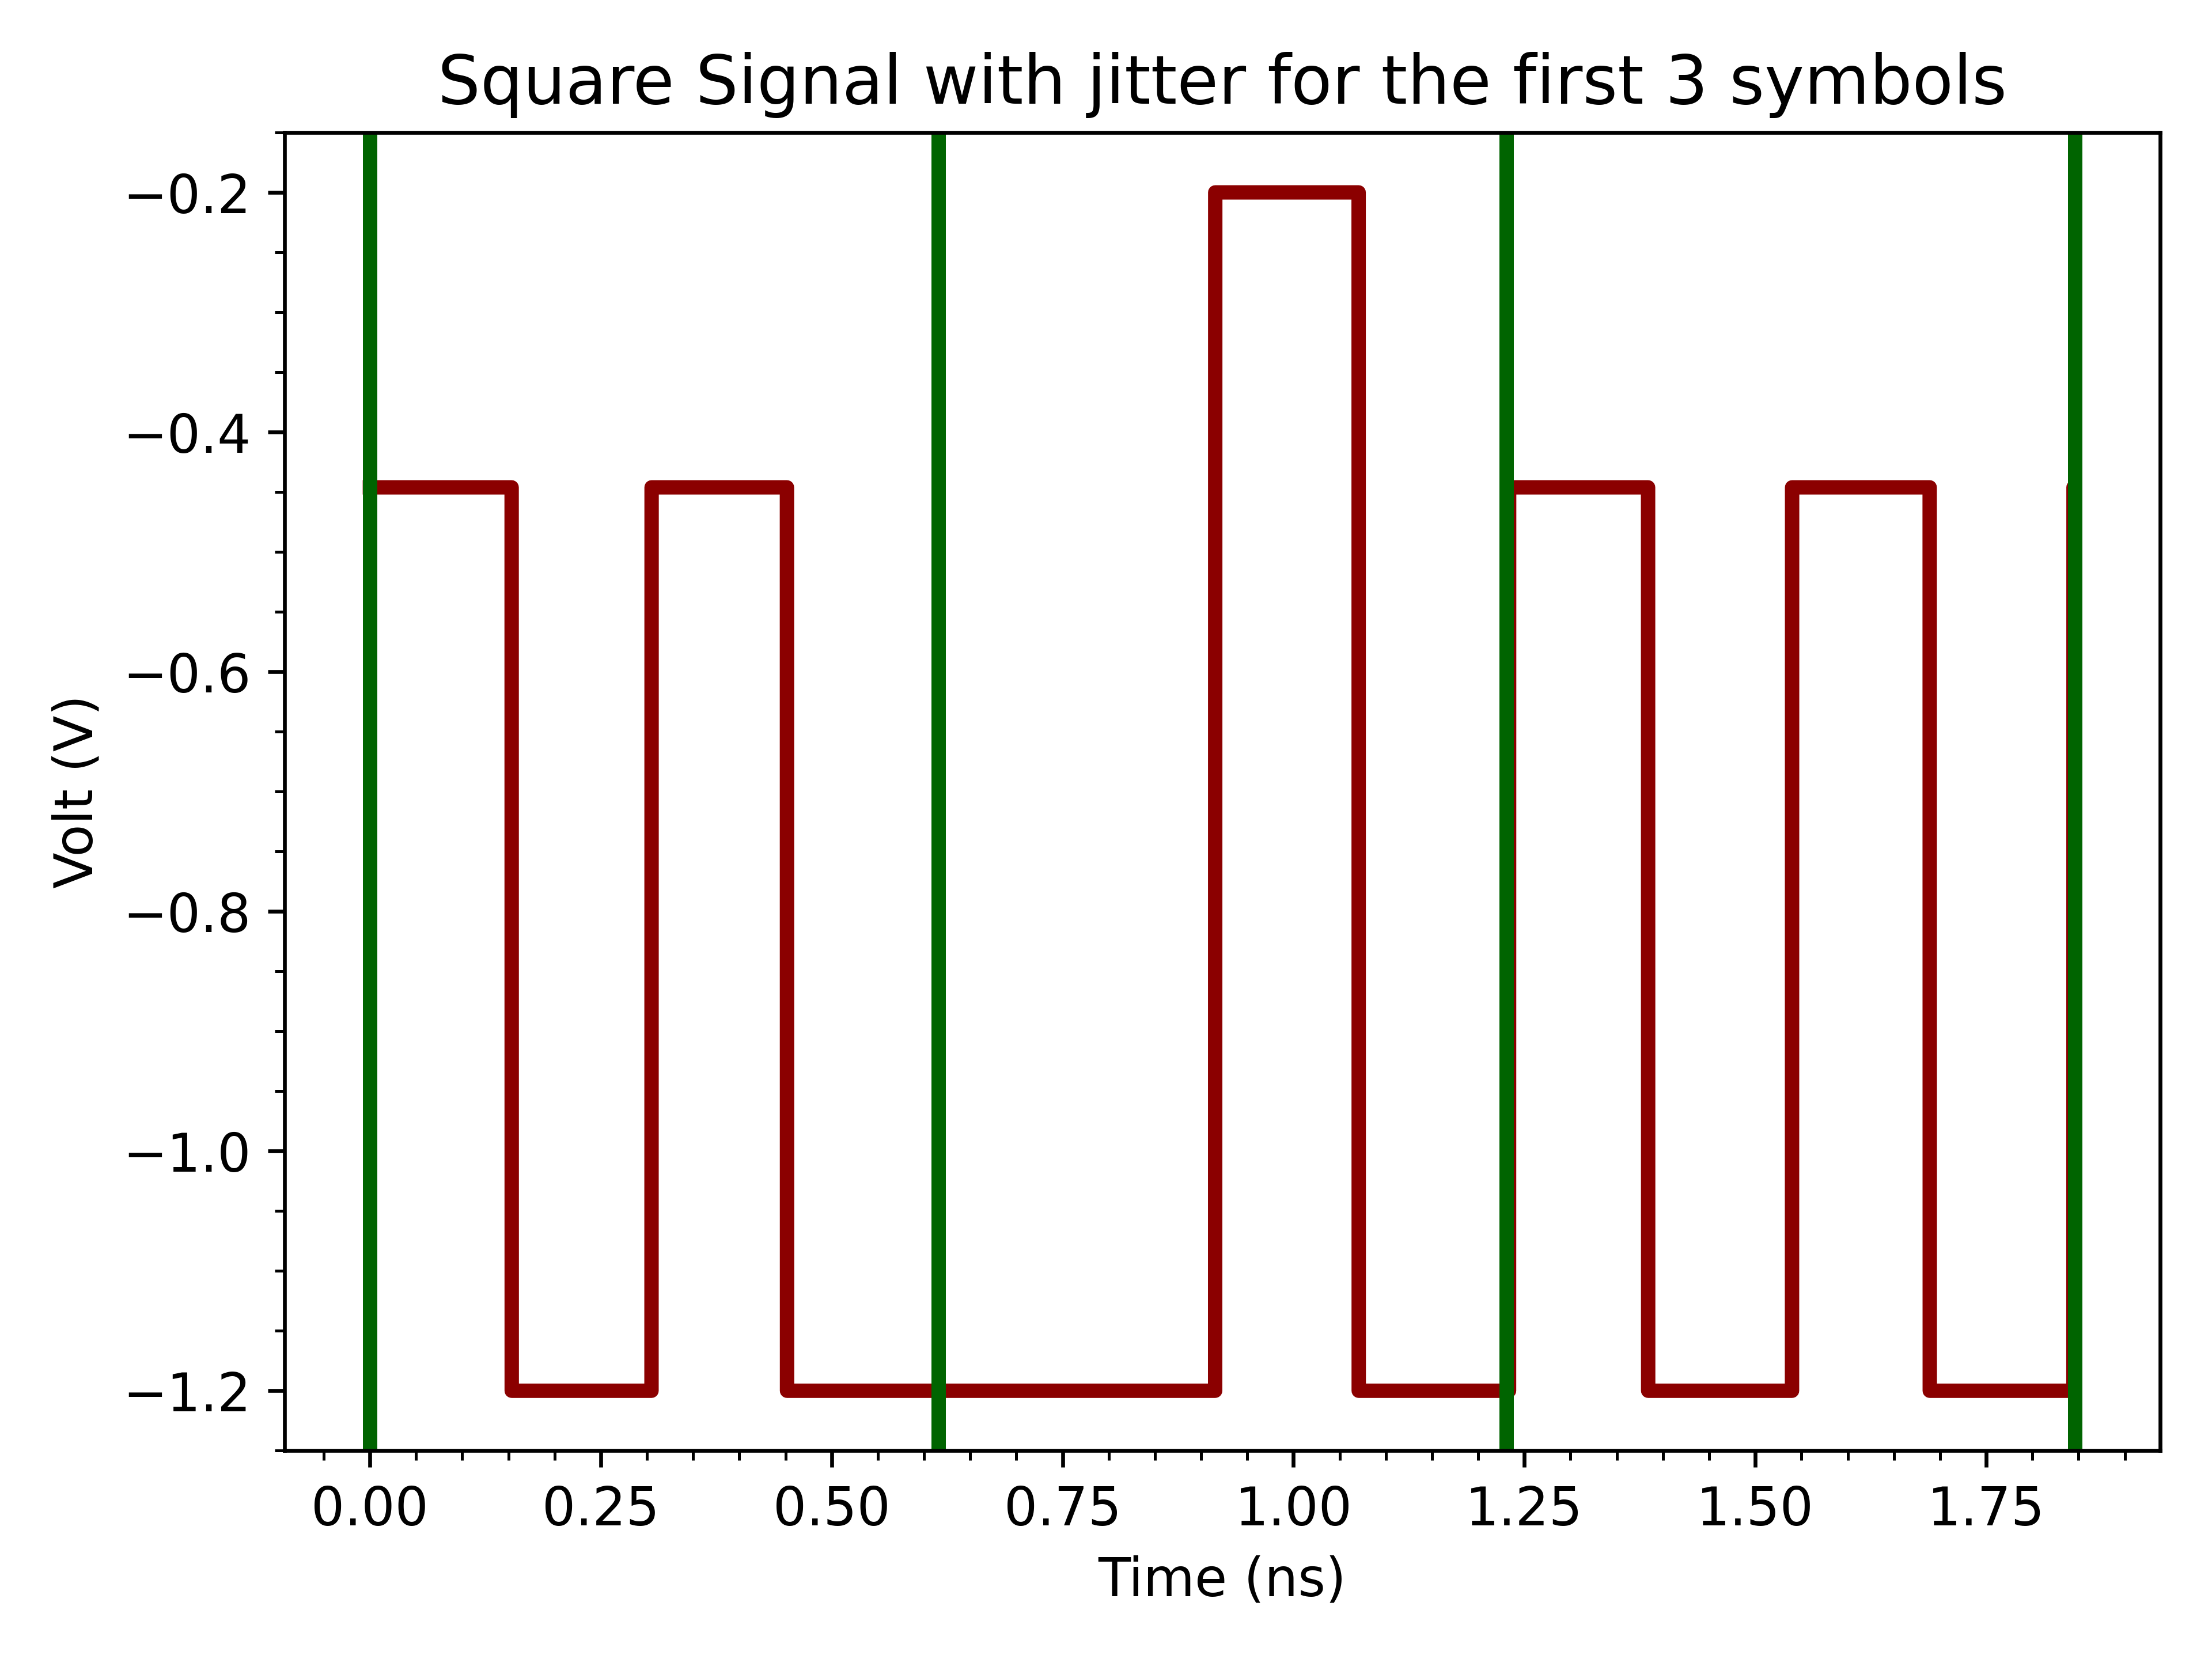 Square Signal with jitter for the first 3 symbols
−0.2
−0.4
−0.6
−0.8
−1.0
−1.2
Volt (V)
0.00 0.25 0.50 0.75 1.00 1.25 1.50 1.75
Time (ns)